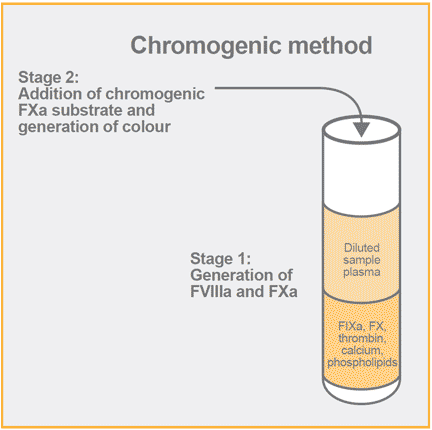 Chromogenic method
Stage 2:
Addition of chromogenic
FXa substrate and
generation of colour
Stage 1:
Generation of
FVIIIa and FXa
Diluted
sample
plasma
FIXa, FX,
thrombin,
calcium,
phospholipids